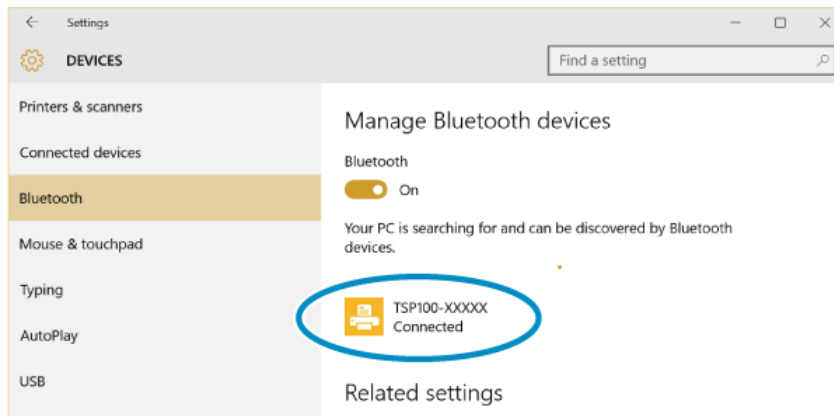 Settings
DEVICES
Find a setting
Printers & scanners
Connected devices
Bluetooth
Mouse & touchpad
Typing
AutoPlay
USB
Manage Bluetooth devices
Bluetooth
On
Your PC is searching for and can be discovered by Bluetooth
devices.
TSP100-XXXXX
Connected
Related settings